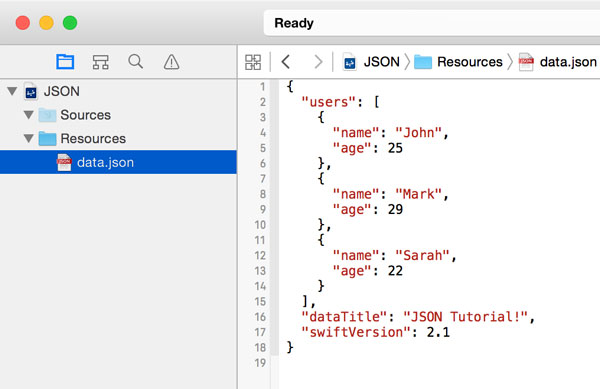 Ready
JSON 〉 Resources 〉 data.json
JSON
Sources
Resources
data.json
1 {
2   "users": [
3     {
4       "name": "John",
5       "age": 25
6     },
7     {
8       "name": "Mark",
9       "age": 29
10     },
11     {
12       "name": "Sarah",
13       "age": 22
14     }
15   ],
16   "dataTitle": "JSON Tutorial!",
17   "swiftVersion": 2.1
18 }
19